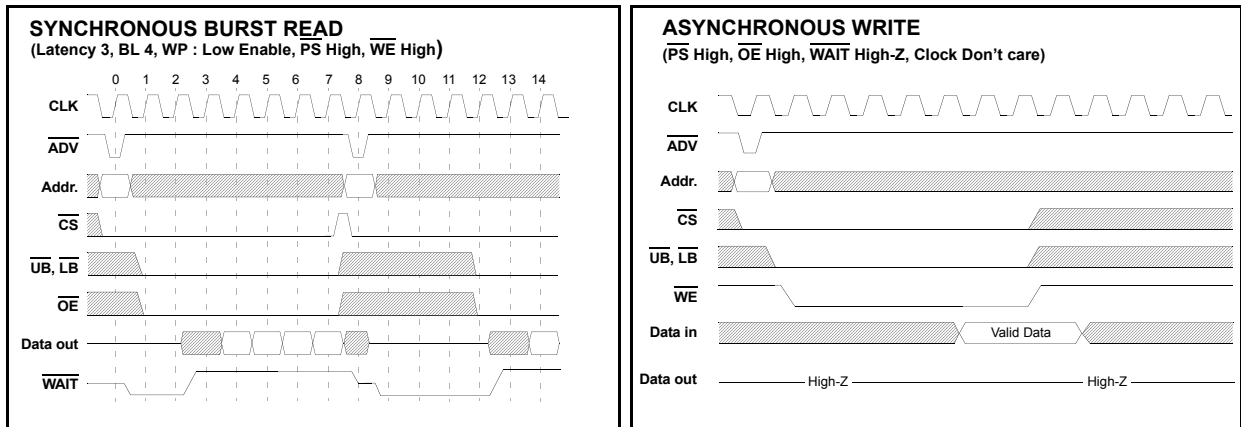 SYNCHRONOUS BURST READ
(Latency 3, BL 4, WP : Low Enable, PS High, WE High)
0 1 2 3 4 5 6 7 8 9 10 11 12 13 14
CLK
ADV
Addr.
CS
UB, LB
OE
Data out
WAIT
ASYNCHRONOUS WRITE
(PS High, OE High, WAIT High-Z, Clock Don't care)
CLK
ADV
Addr.
CS
UB, LB
WE
Data in Valid Data
Data out High-Z High-Z